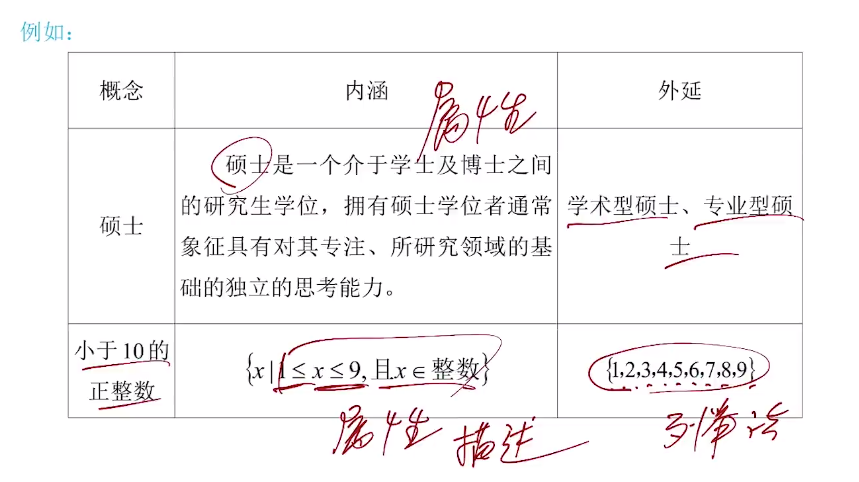 例如：
概念 内涵 外延
属性
硕士是一个介于学士及博士之间
的研究生学位，拥有硕士学位者通常
象征具有对其专注、所研究领域的基
础的独立的思考能力。
硕士
学术型硕士、专业型硕
士
小于10的
正整数
{x|1≤x≤9,且x∈整数}
{1,2,3,4,5,6,7,8,9}
属性 描述 列举法